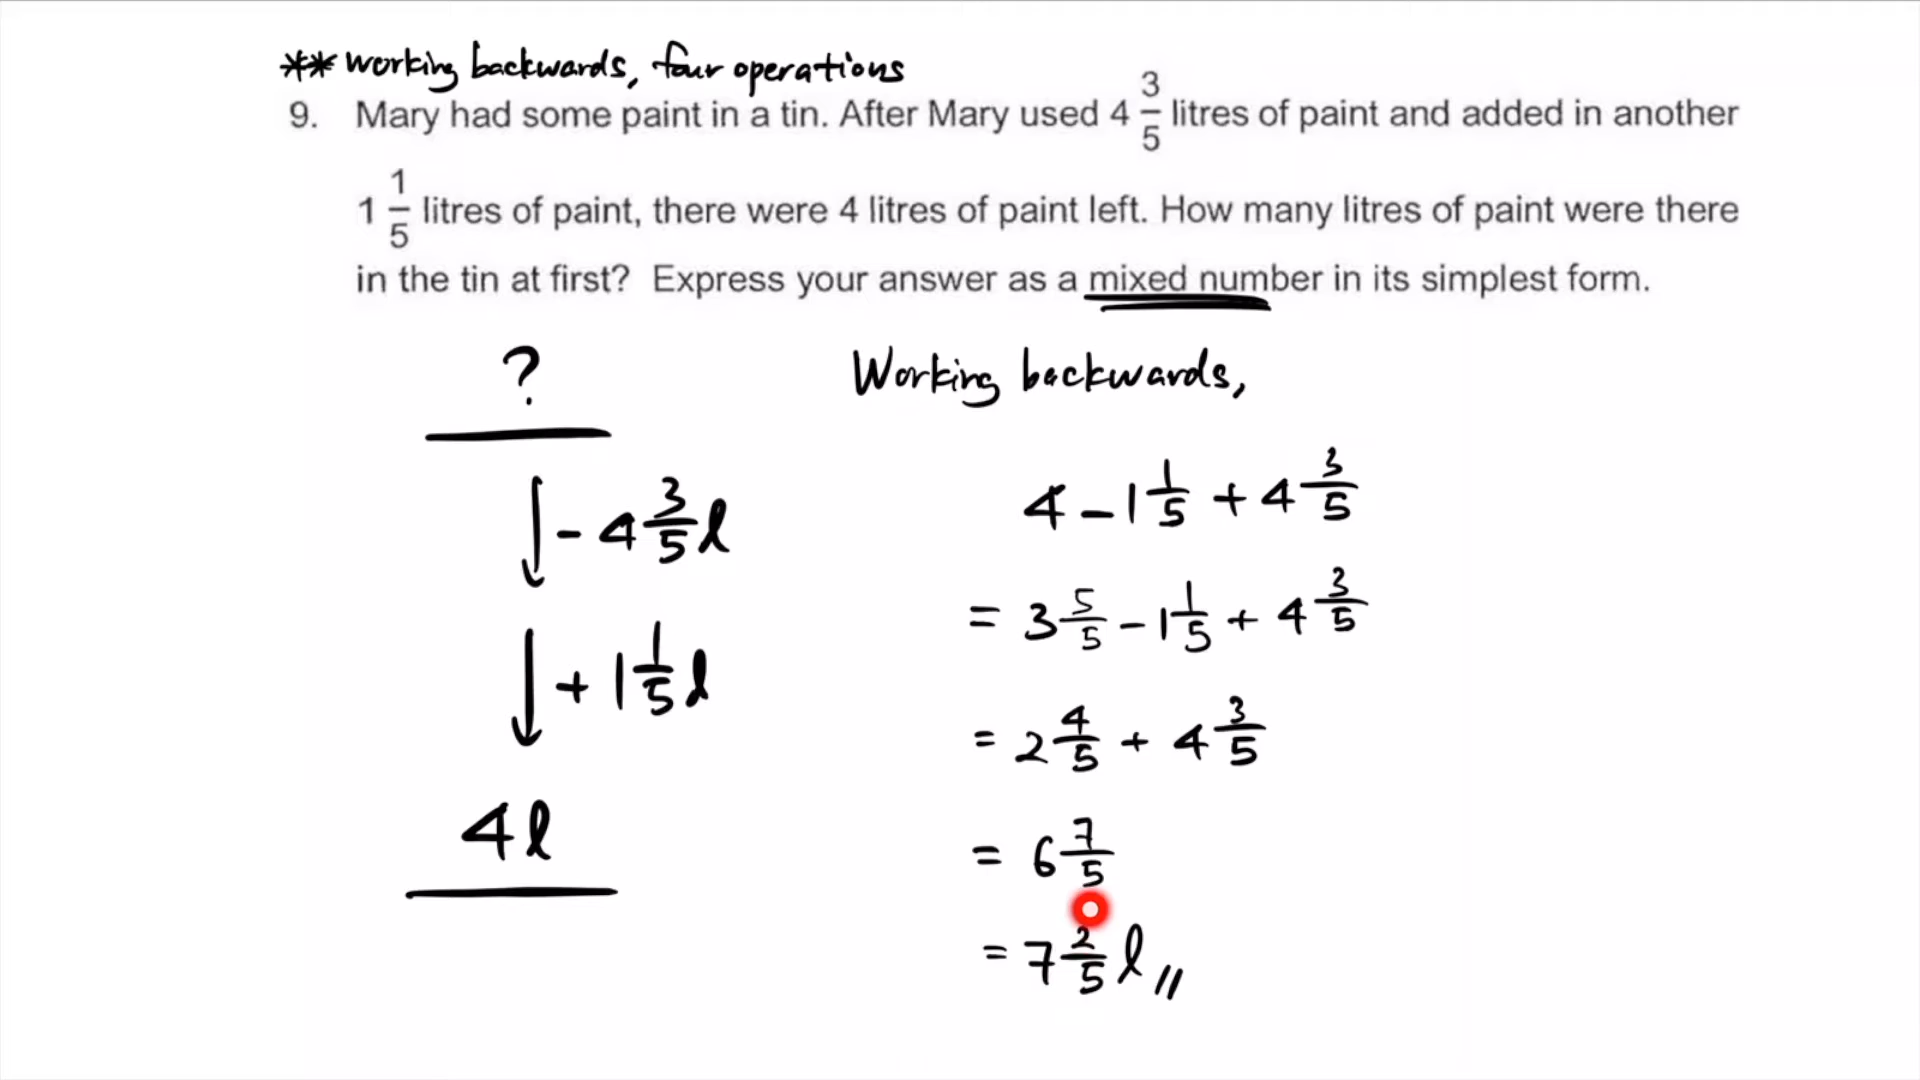 ** Working backwards, four operations
9. Mary had some paint in a tin. After Mary used 4 3/5 litres of paint and added in another
1 1/5 litres of paint, there were 4 litres of paint left. How many litres of paint were there
in the tin at first? Express your answer as a mixed number in its simplest form.
?
- 4 3/5 l
+ 1 1/5 l
4 l
Working backwards,
4 - 1 1/5 + 4 3/5
= 3 5/5 - 1 1/5 + 4 3/5
= 2 4/5 + 4 3/5
= 6 7/5
= 7 2/5 l //